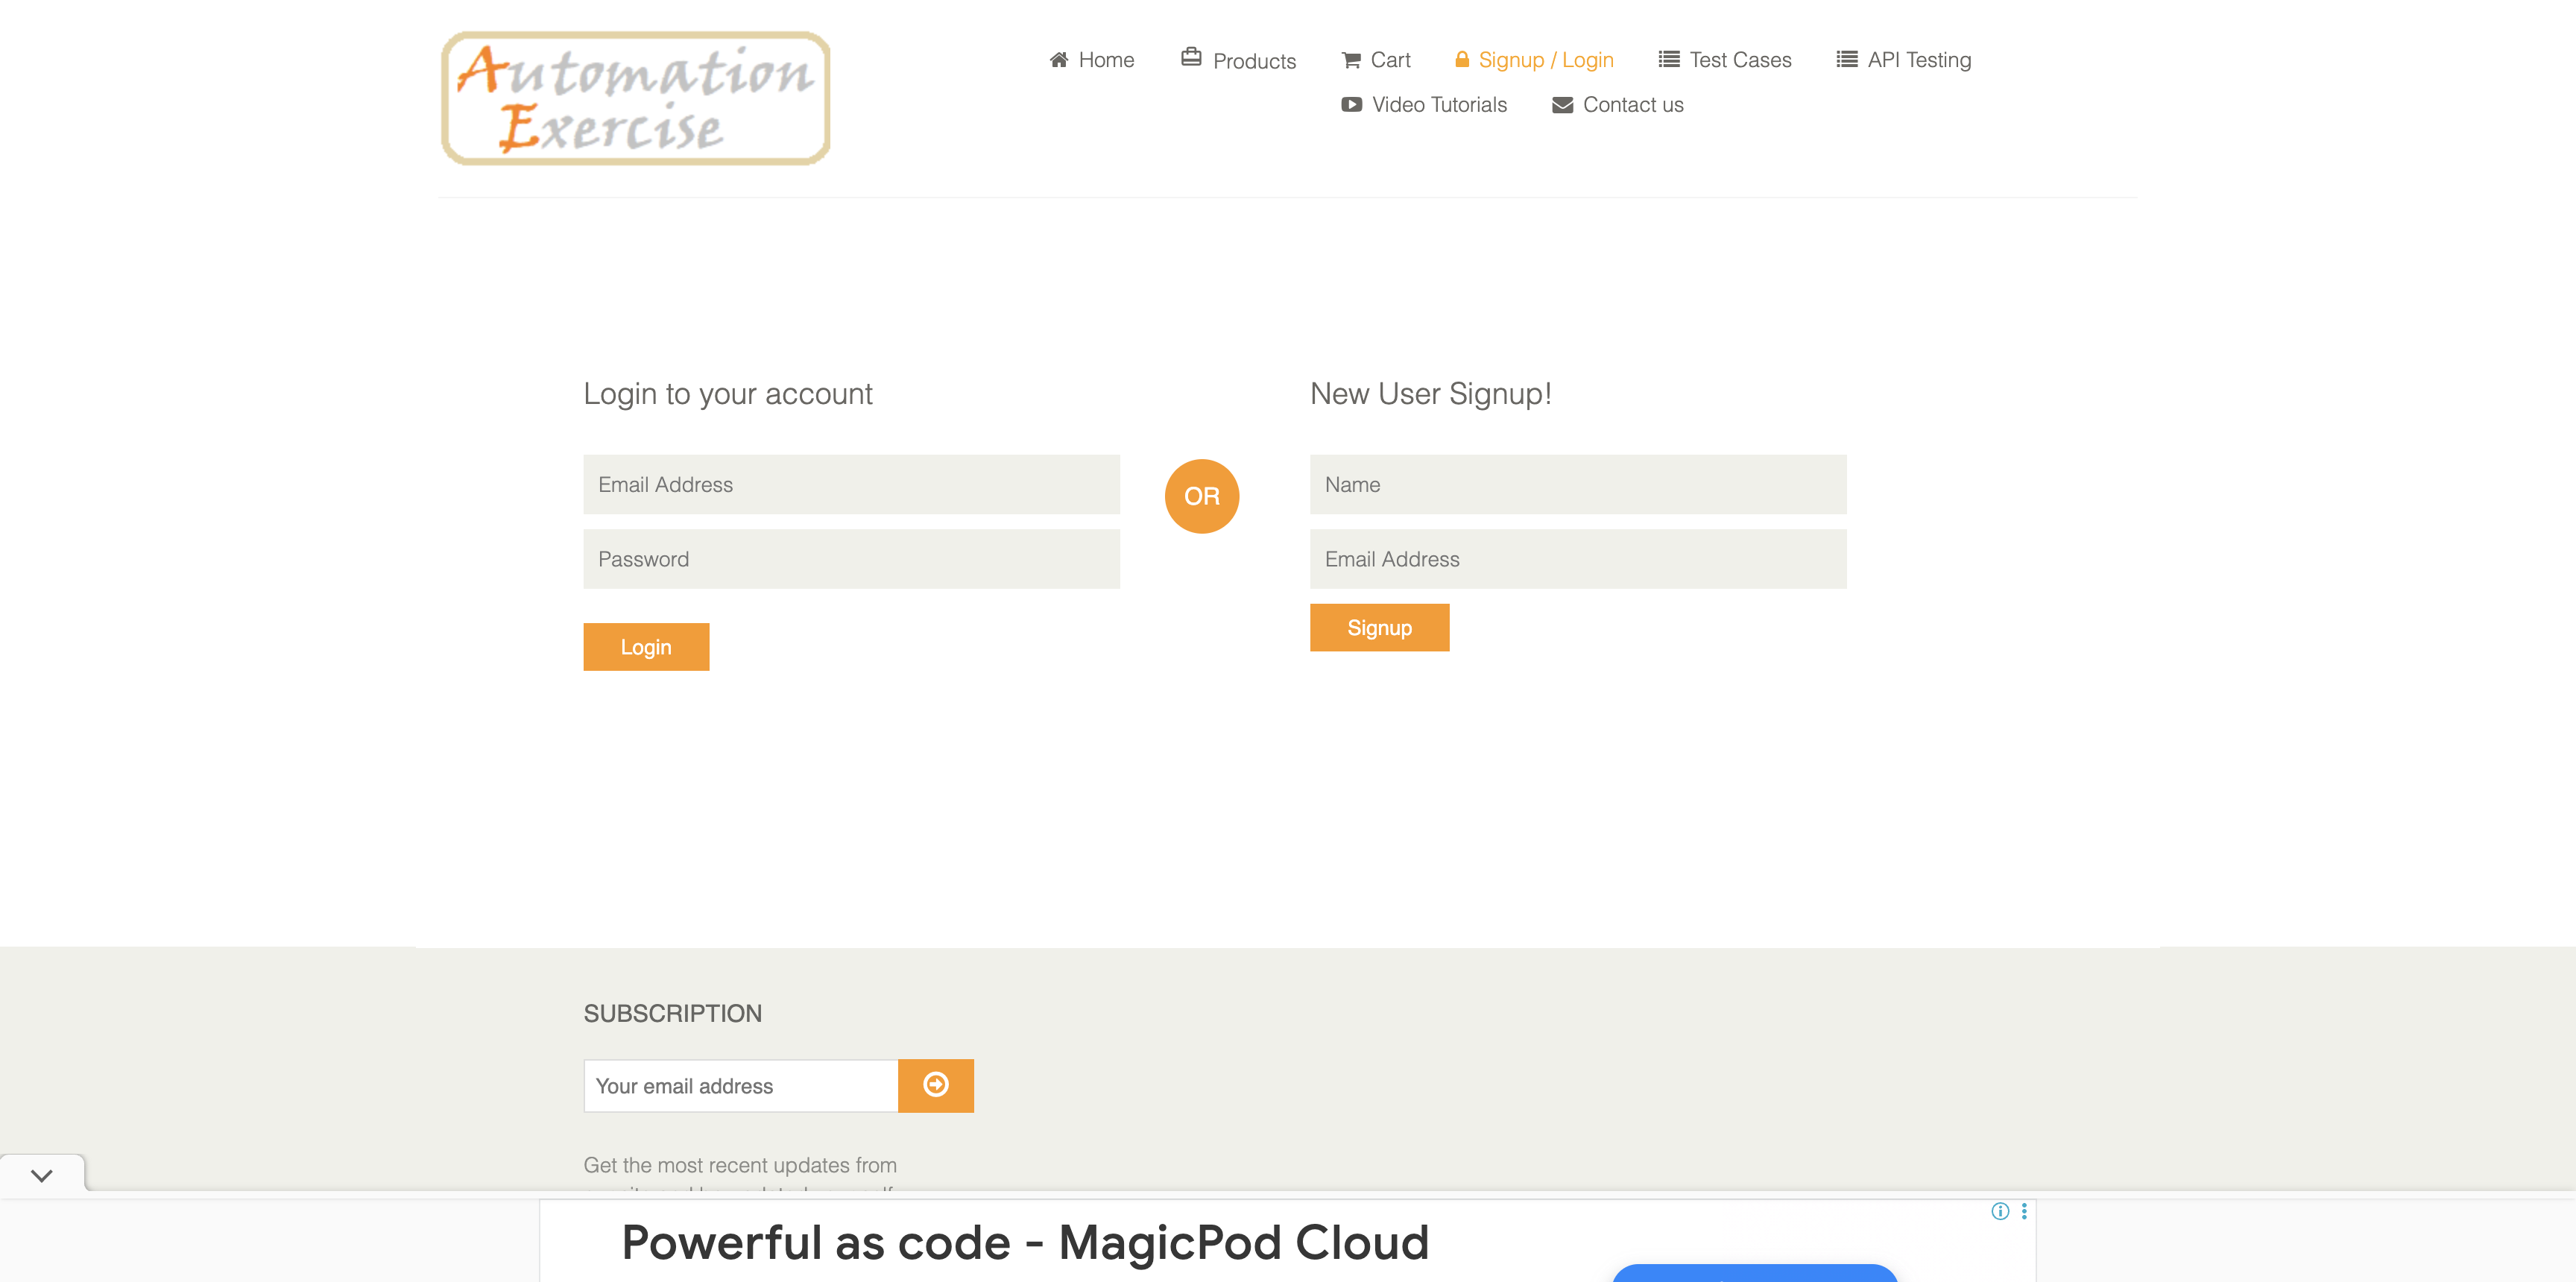 Automation
Exercise
Home
Products
Cart
Signup / Login
Test Cases
API Testing
Video Tutorials
Contact us
Login to your account
Email Address
Password
Login
OR
New User Signup!
Name
Email Address
Signup
SUBSCRIPTION
Your email address
Get the most recent updates from
Powerful as code - MagicPod Cloud